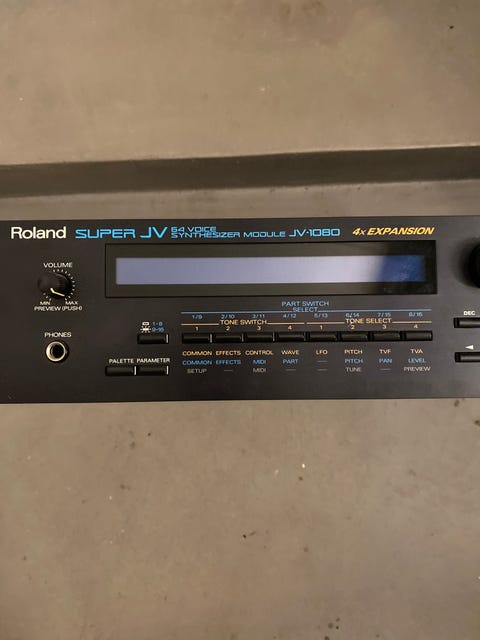 Roland SUPER JV 64 VOICE SYNTHESIZER MODULE JV-1080 4x EXPANSION
VOLUME
MIN MAX
PREVIEW (PUSH)
PHONES
PART SWITCH
SELECT
1/9 2/10 3/11 4/12 5/13 6/14 7/15 8/16
TONE SWITCH TONE SELECT
1-8
9-16
1 2 3 4 1 2 3 4
DEC
PALETTE PARAMETER
COMMON EFFECTS CONTROL WAVE LFO PITCH TVF TVA
COMMON EFFECTS MIDI PART — PITCH PAN LEVEL
SETUP — MIDI — — TUNE — PREVIEW